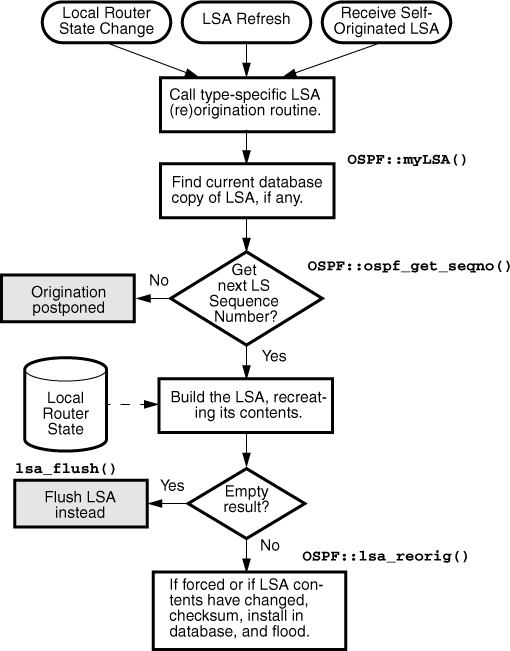 Local Router
State Change
LSA Refresh
Receive Self-
Originated LSA
Call type-specific LSA
(re)origination routine.
OSPF::myLSA()
Find current database
copy of LSA, if any.
OSPF::ospf_get_seqno()
Get
next LS
Sequence
Number?
No
Origination
postponed
Yes
Local
Router
State
Build the LSA, recreat-
ing its contents.
lsa_flush()
Flush LSA
instead
Yes
Empty
result?
No
OSPF::lsa_reorig()
If forced or if LSA con-
tents have changed,
checksum, install in
database, and flood.